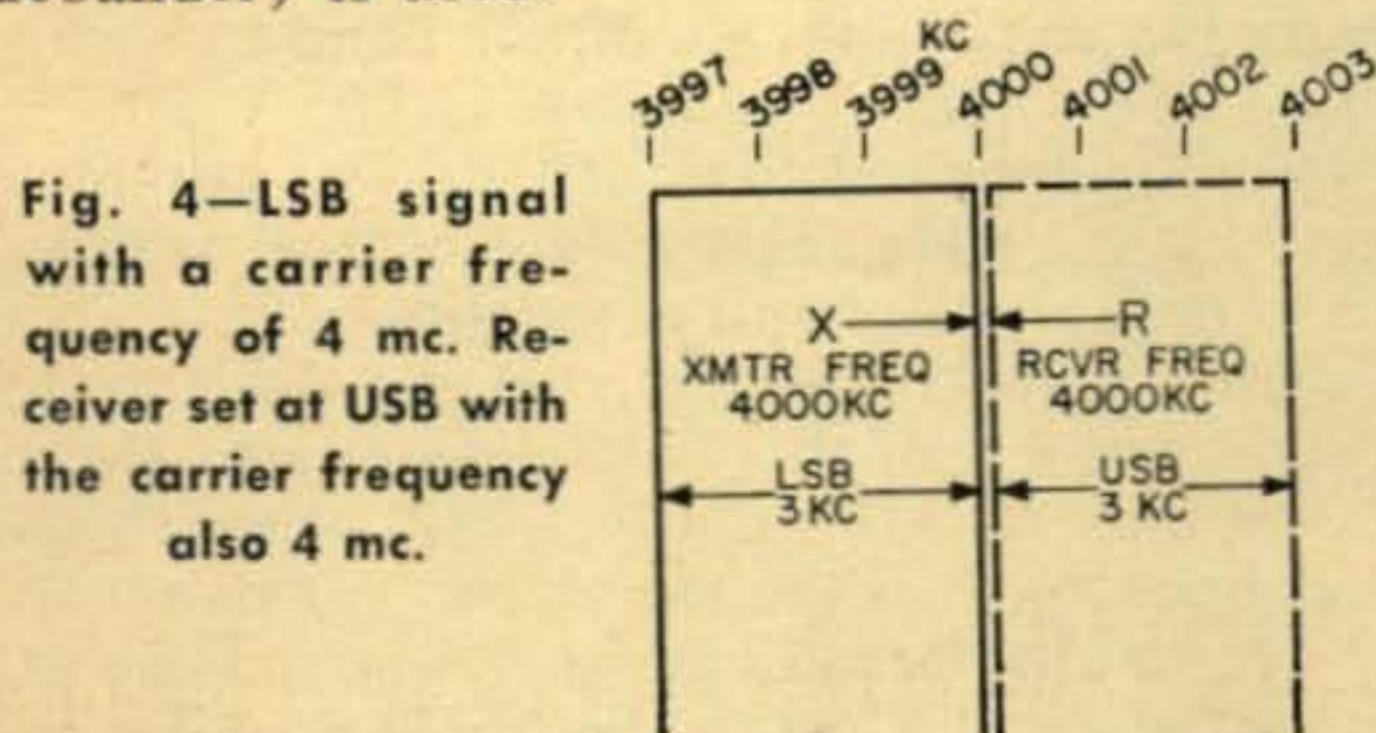 Fig. 4—LSB signal
with a carrier fre-
quency of 4 mc. Re-
ceiver set at USB with
the carrier frequency
also 4 mc.
KC
3997 3998 3999 4000 4001 4002 4003
X R
XMTR FREQ RCVR FREQ
4000KC 4000KC
LSB USB
3KC 3 KC